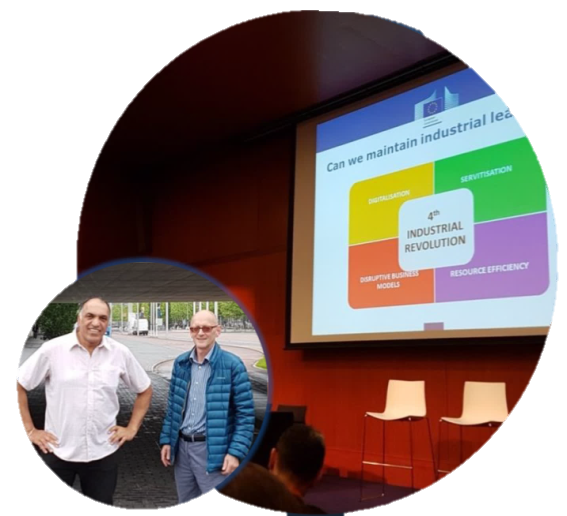 Can we maintain industrial lea
DIGITALISATION
SERVITISATION
4th
INDUSTRIAL
REVOLUTION
DISRUPTIVE BUSINESS
MODELS
RESOURCE EFFICIENCY